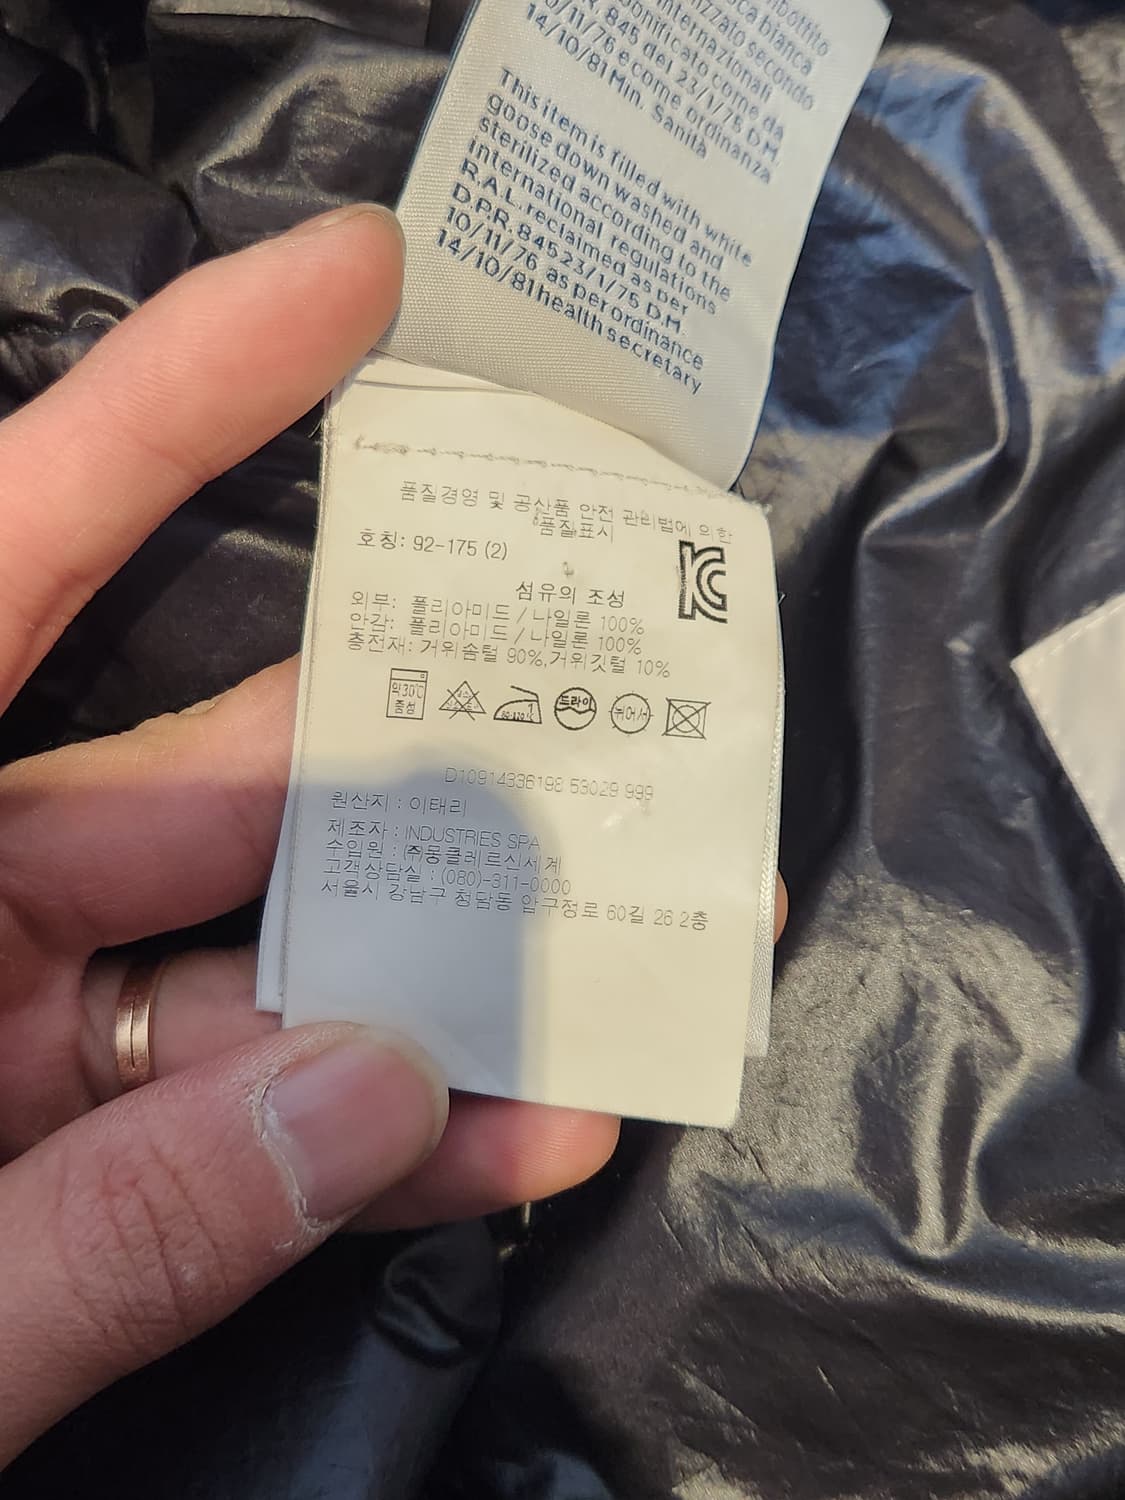 mbottito
oca bianca
rizzato secondo
internazionali
bonificato come da
R. 845 del 23/1/75 D.M.
10/11/76 e come ordinanza
14/10/81 Min. Sanità
This item is filled with white
goose down washed and
sterilized according to the
international regulations
R.A.L. reclaimed as per
D.P.R. 845 23/1/75 D.M.
10/11/76 as per ordinance
14/10/81 health secretary
품질경영 및 공산품 안전 관리법에 의한
품질표시
호칭: 92-175 (2)
섬유의 조성
외부: 폴리아미드 / 나일론 100%
안감: 폴리아미드 / 나일론 100%
충전재: 거위솜털 90%,거위깃털 10%
약30℃
중성
드라이
뉘어서
D10914336198 53029 999
원산지 : 이태리
제조자 : INDUSTRIES SPA
수입원 : (주)몽클레르신세계
고객상담실 : (080)-311-0000
서울시 강남구 청담동 압구정로 60길 26 2층